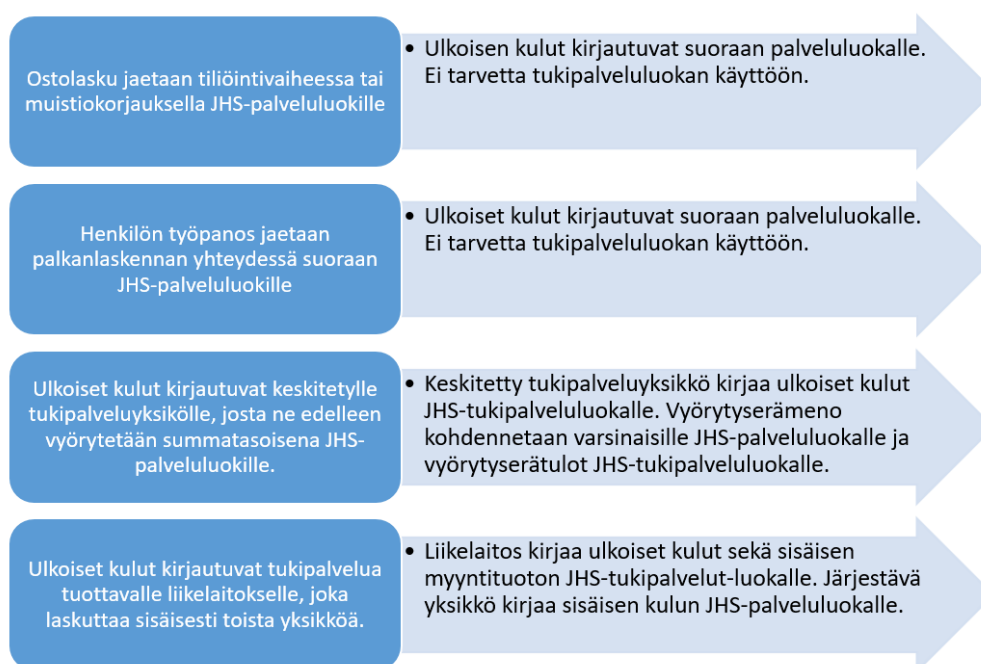 Ostolasku jaetaan tiliöintivaiheessa tai
muistiokorjauksella JHS-palveluluokille
• Ulkoisen kulut kirjautuvat suoraan palveluluokalle.
Ei tarvetta tukipalveluluokan käyttöön.
Henkilön työpanos jaetaan
palkanlaskennan yhteydessä suoraan
JHS-palveluluokille
• Ulkoiset kulut kirjautuvat suoraan palveluluokalle.
Ei tarvetta tukipalveluluokan käyttöön.
Ulkoiset kulut kirjautuvat keskitetylle
tukipalveluyksikölle, josta ne edelleen
vyörytetään summatasoisena JHS-
palveluluokille.
• Keskitetty tukipalveluyksikkö kirjaa ulkoiset kulut
JHS-tukipalveluluokalle. Vyörytyserämeno
kohdennetaan varsinaisille JHS-palveluluokalle ja
vyörytyserätulot JHS-tukipalveluluokalle.
Ulkoiset kulut kirjautuvat tukipalvelua
tuottavalle liikelaitokselle, joka
laskuttaa sisäisesti toista yksikköä.
• Liikelaitos kirjaa ulkoiset kulut sekä sisäisen
myyntituoton JHS-tukipalvelut-luokalle. Järjestävä
yksikkö kirjaa sisäisen kulun JHS-palveluluokalle.